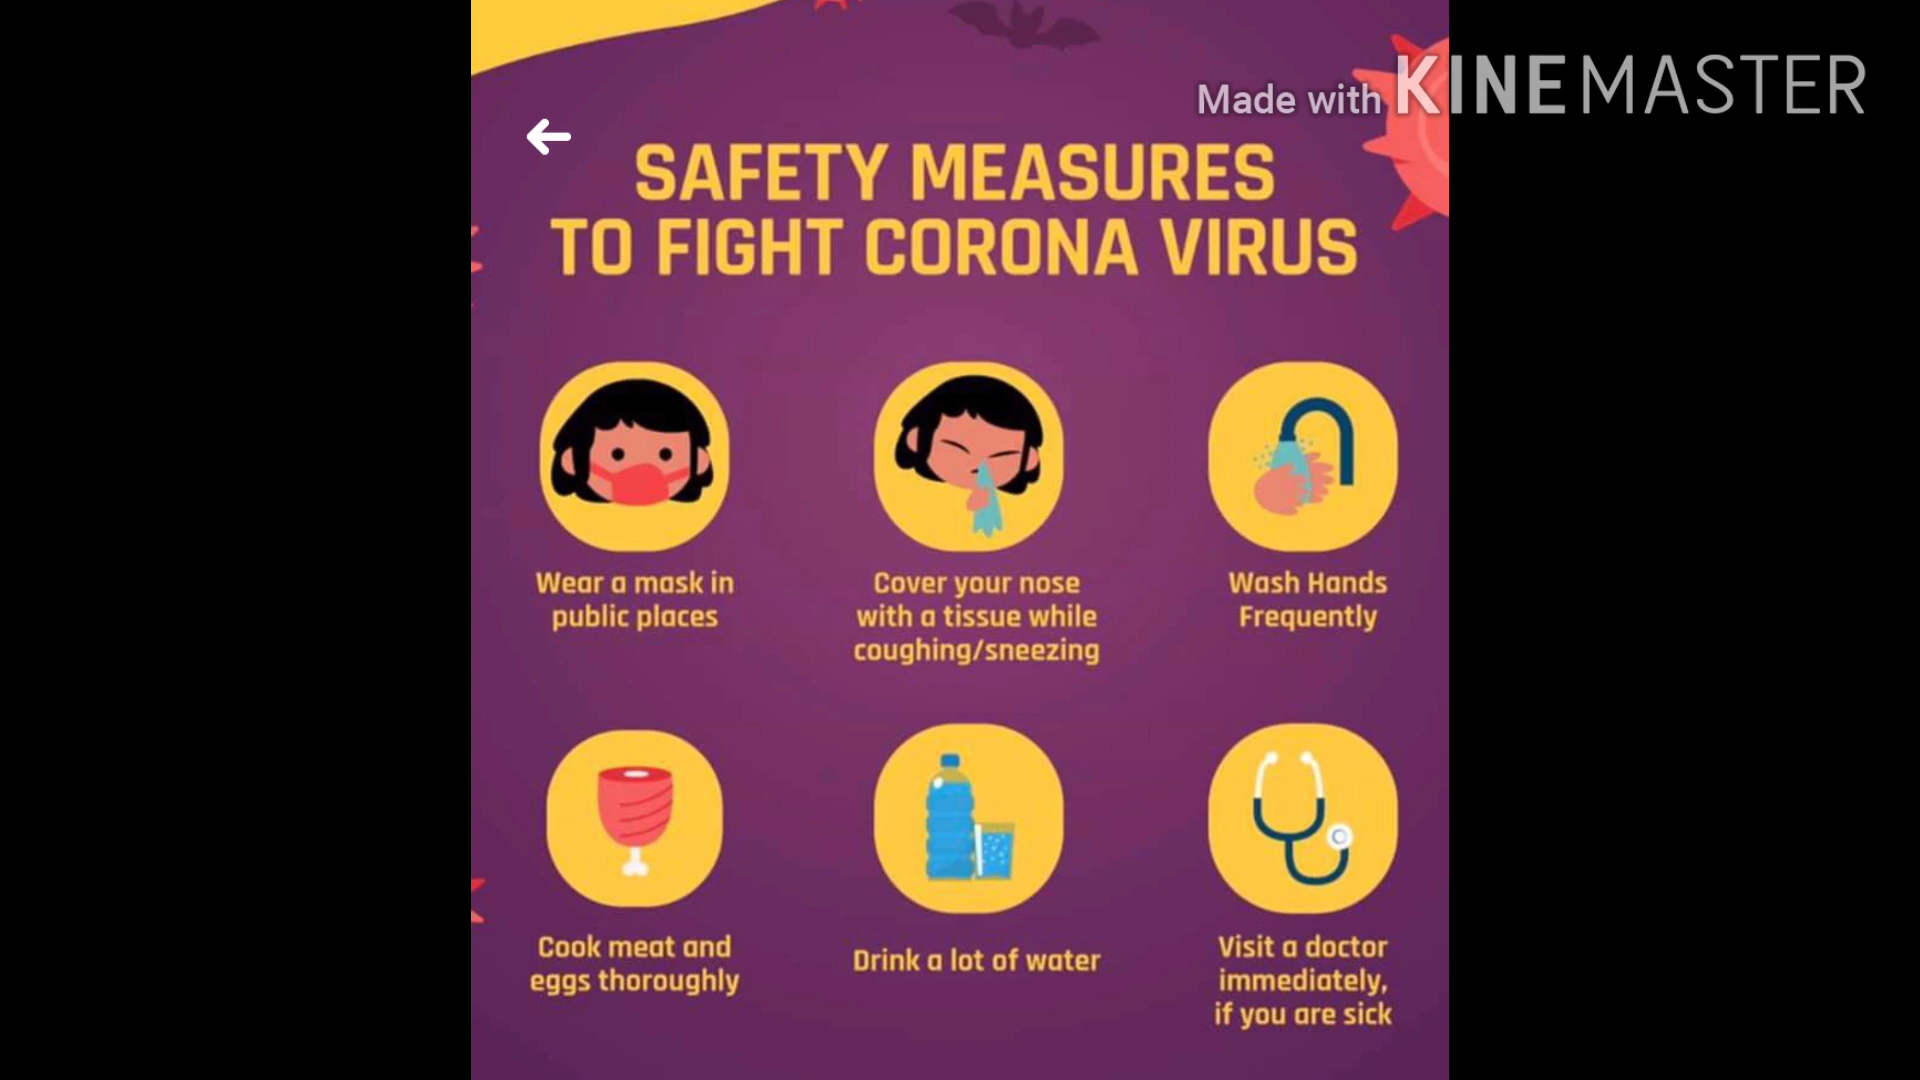 Made with KINEMASTER
SAFETY MEASURES
TO FIGHT CORONA VIRUS
Wear a mask in
public places
Cover your nose
with a tissue while
coughing/sneezing
Wash Hands
Frequently
Cook meat and
eggs thoroughly
Drink a lot of water
Visit a doctor
immediately,
if you are sick